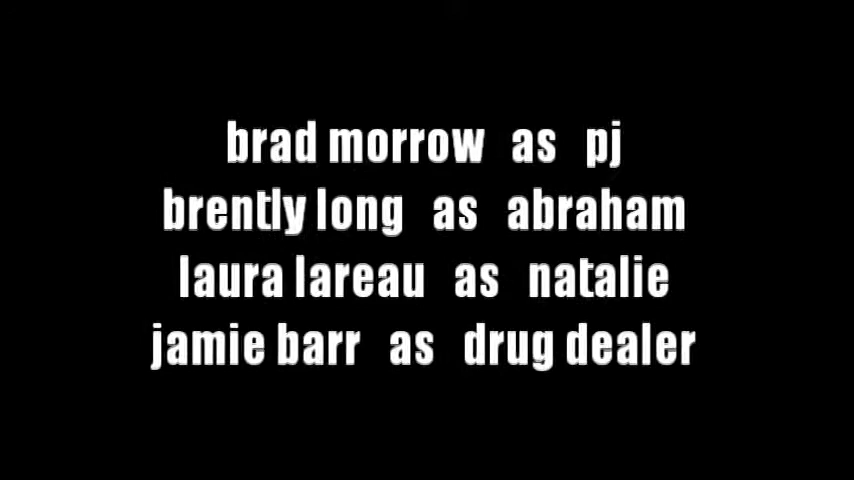 brad morrow as pj
brently long as abraham
laura lareau as natalie
jamie barr as drug dealer